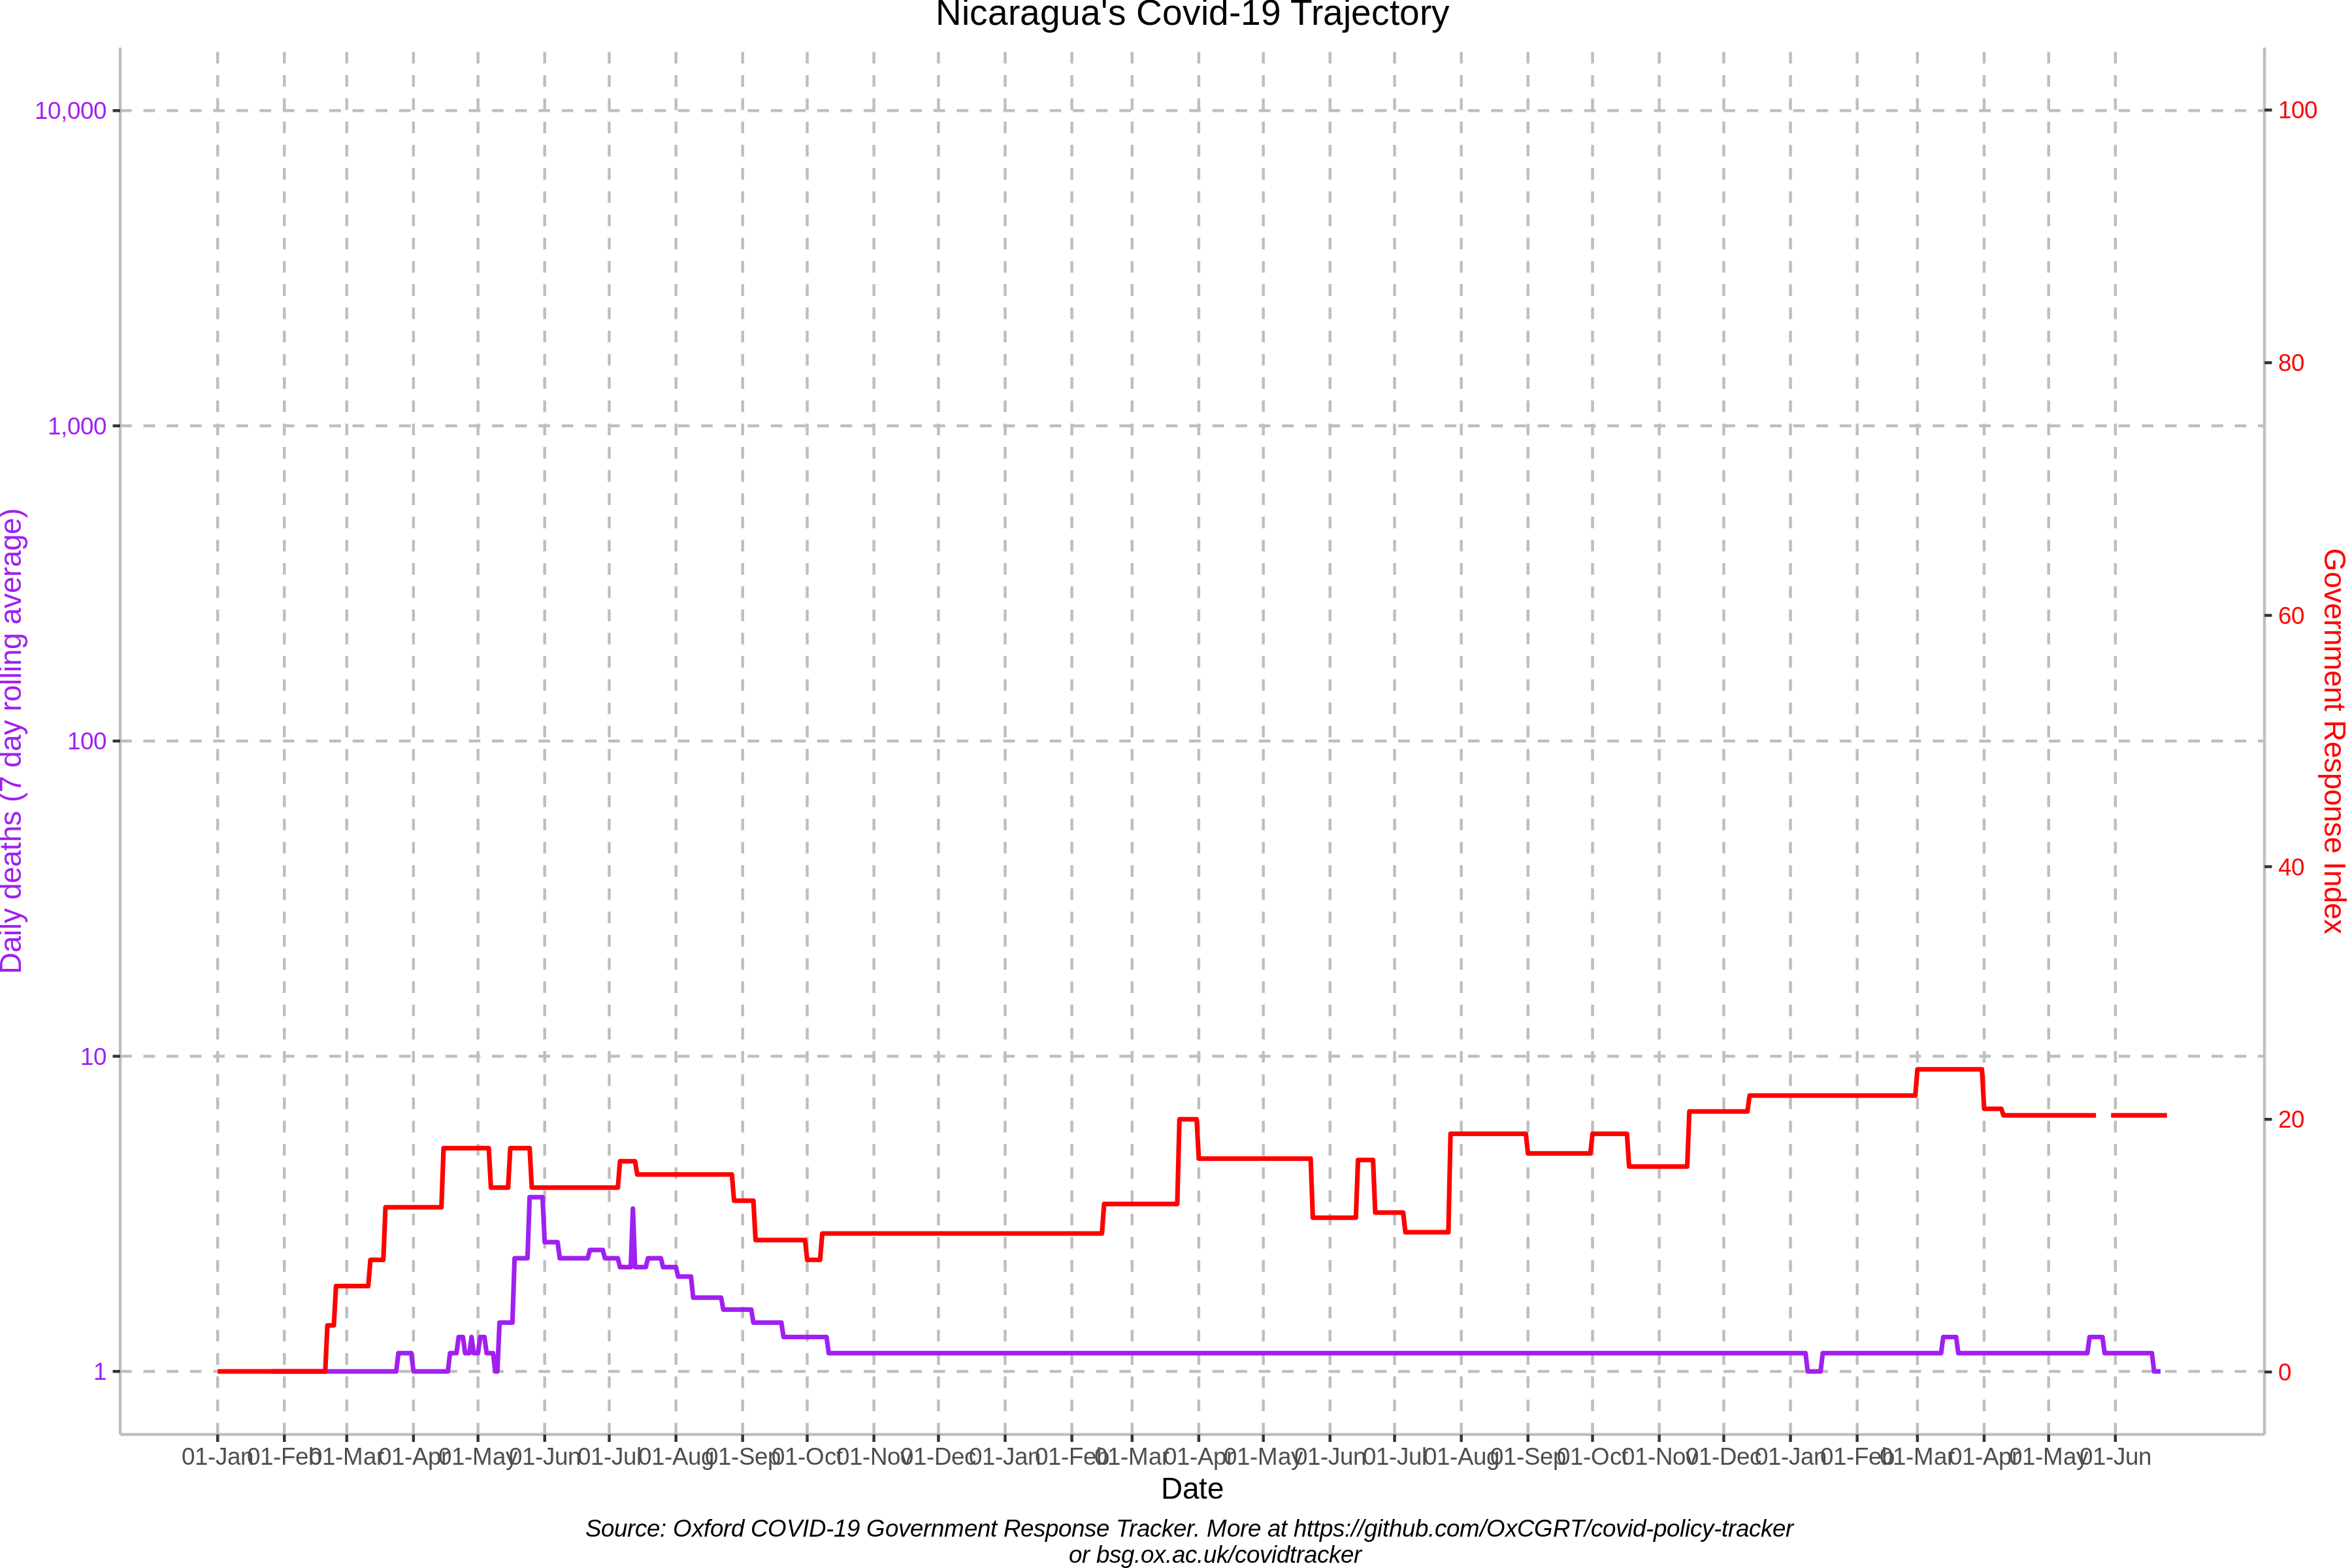 Nicaragua's Covid-19 Trajectory
10,000
1,000
100
10
1
Daily deaths (7 day rolling average)
100
80
60
40
20
0
Government Response Index
01-Jan 01-Feb 01-Mar 01-Apr 01-May 01-Jun 01-Jul 01-Aug 01-Sep 01-Oct 01-Nov 01-Dec 01-Jan 01-Feb 01-Mar 01-Apr 01-May 01-Jun 01-Jul 01-Aug 01-Sep 01-Oct 01-Nov 01-Dec 01-Jan 01-Feb 01-Mar 01-Apr 01-May 01-Jun
Date
Source: Oxford COVID-19 Government Response Tracker. More at https://github.com/OxCGRT/covid-policy-tracker
or bsg.ox.ac.uk/covidtracker